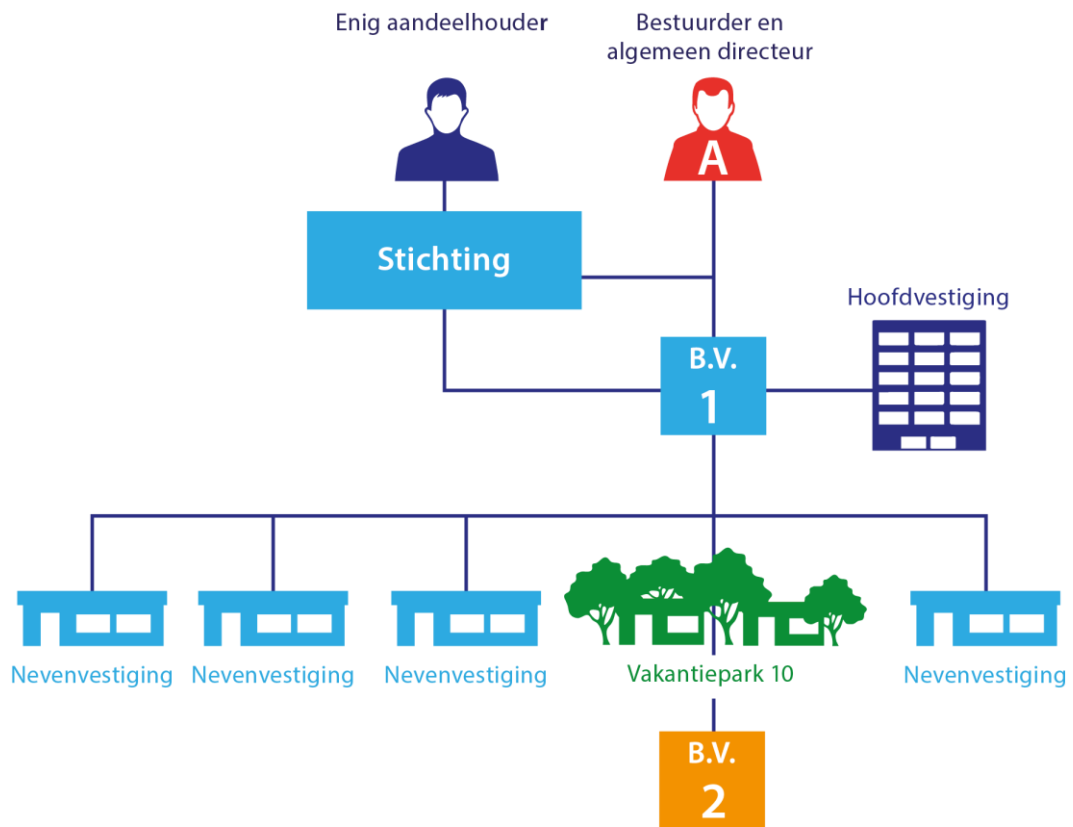 Enig aandeelhouder
Bestuurder en
algemeen directeur
A
Stichting
Hoofdvestiging
B.V.
1
Nevenvestiging
Nevenvestiging
Nevenvestiging
Vakantiepark 10
Nevenvestiging
B.V.
2